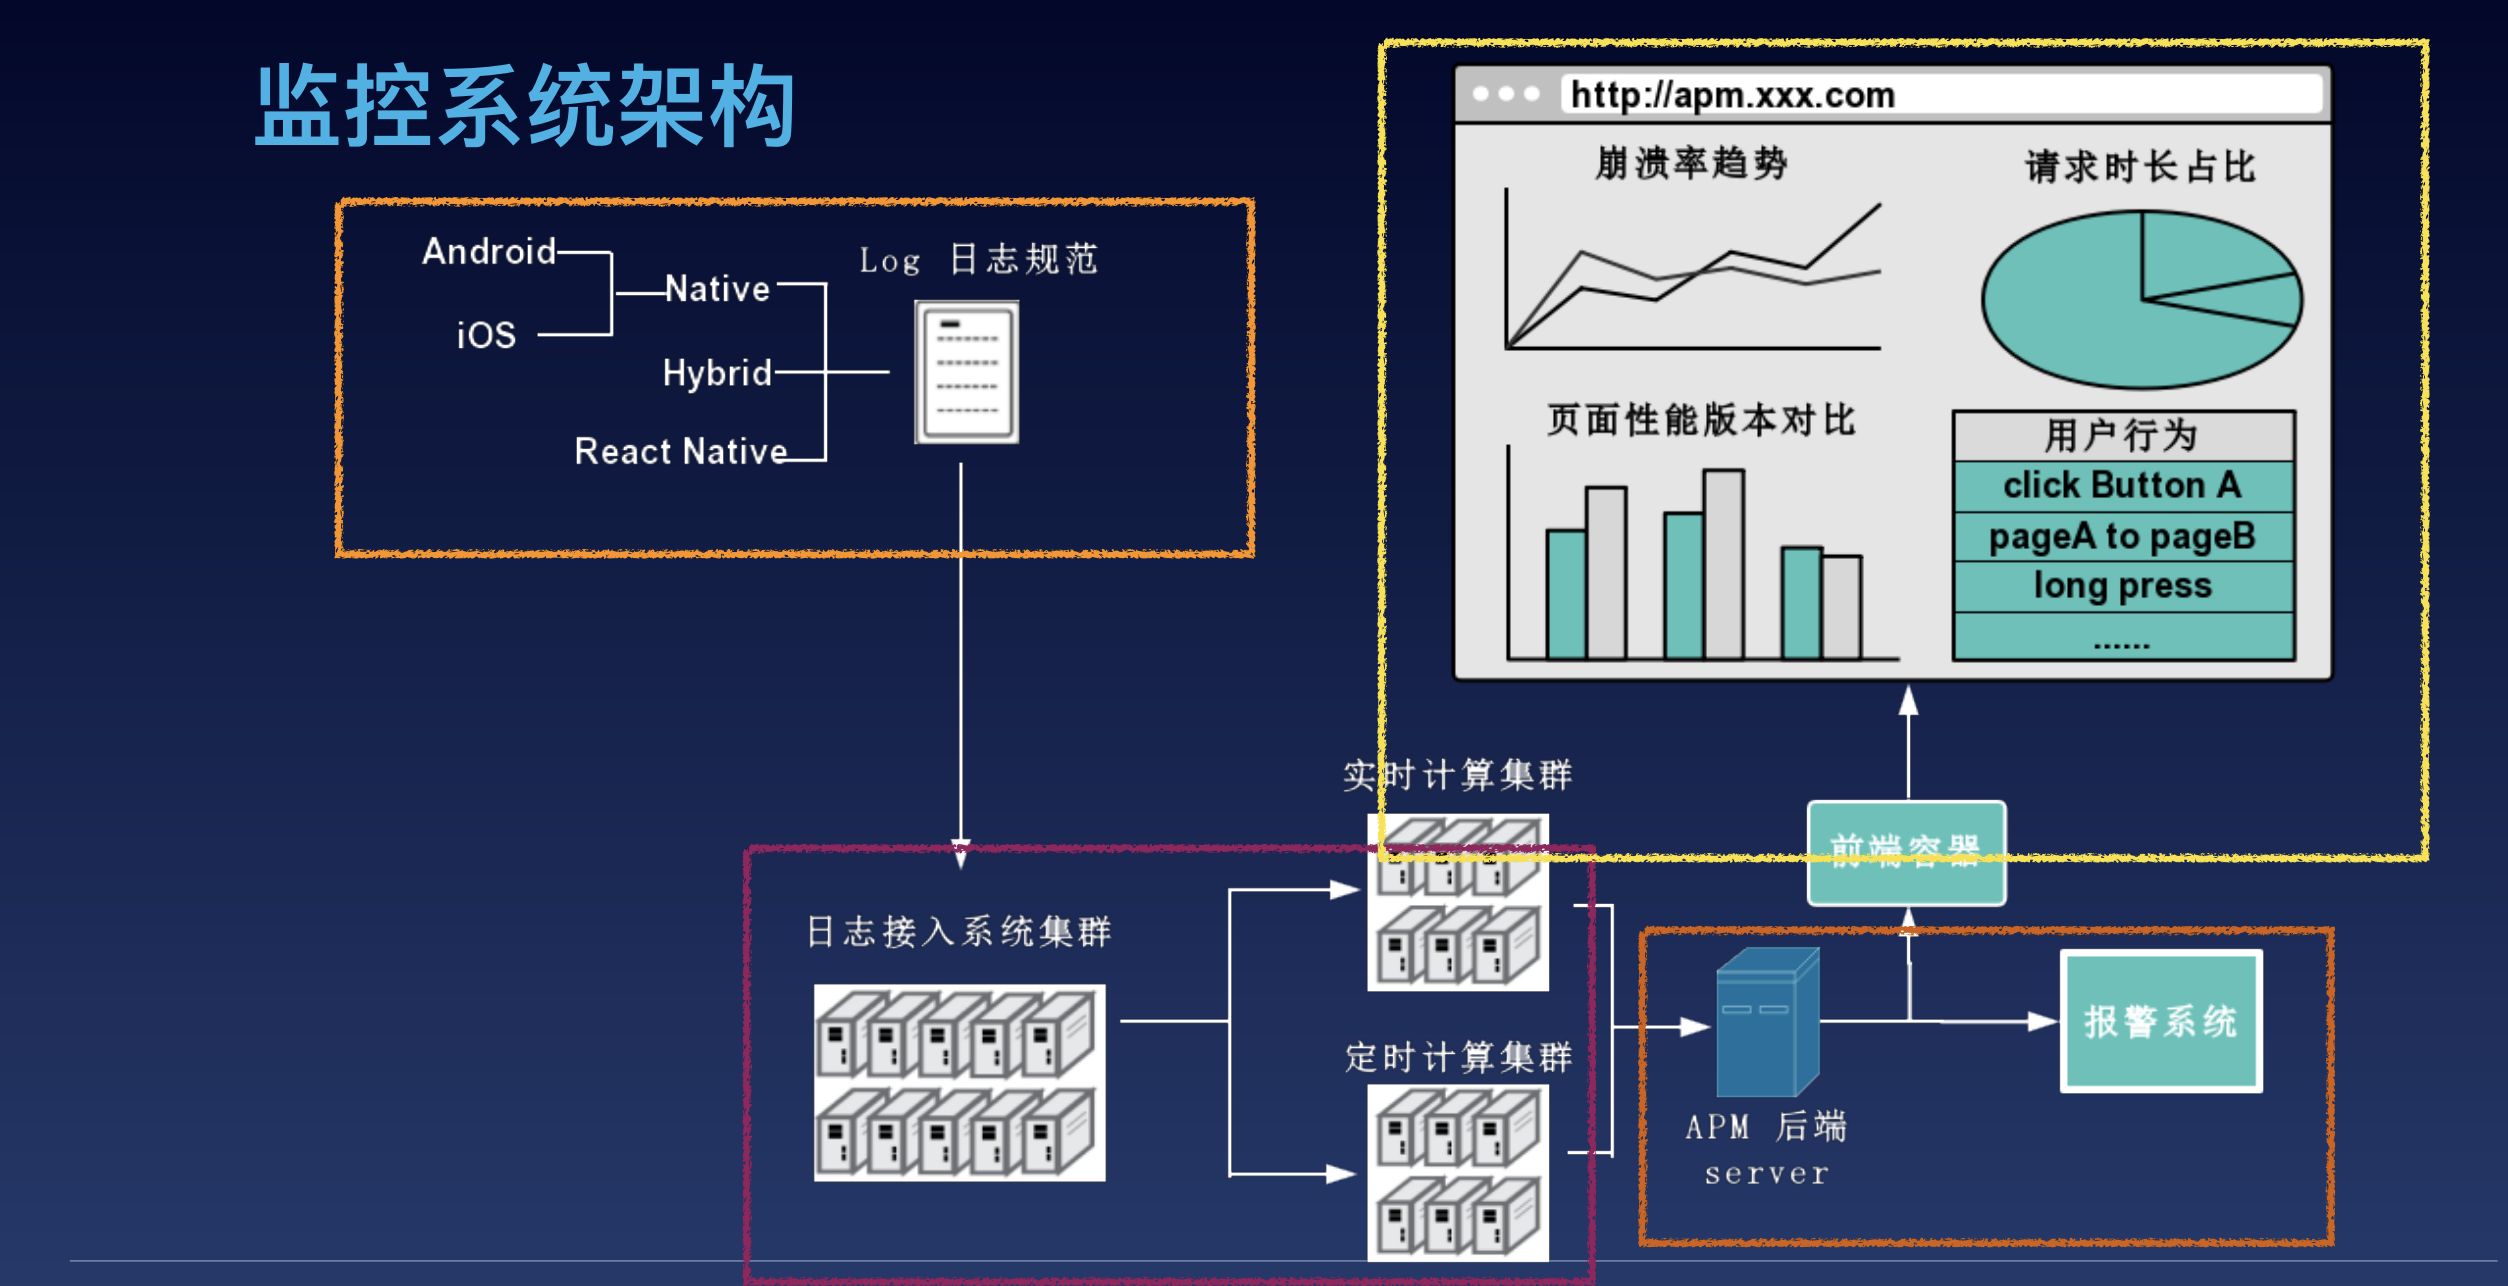 监控系统架构
Android
iOS
Native
Hybrid
React Native
Log 日志规范
http://apm.xxx.com
崩溃率趋势
请求时长占比
页面性能版本对比
用户行为
click Button A
pageA to pageB
long press
......
实时计算集群
前端容器
日志接入系统集群
定时计算集群
APM 后端
server
报警系统